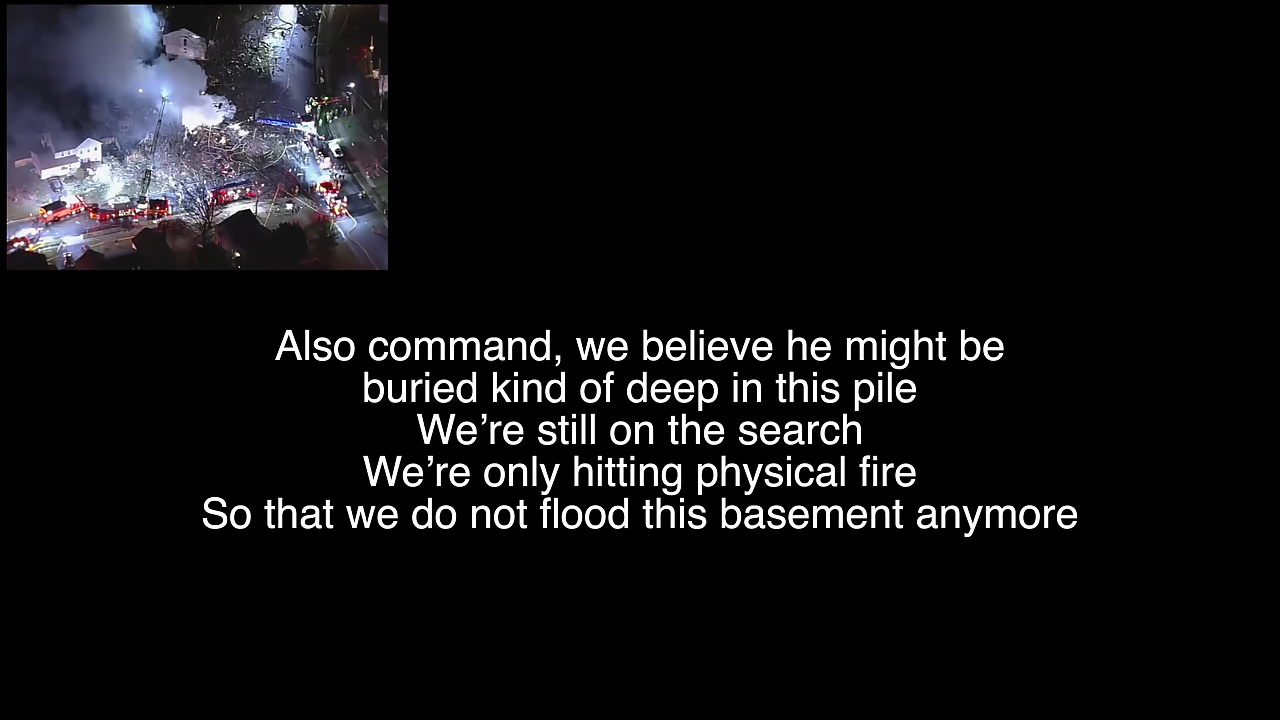 Also command, we believe he might be
buried kind of deep in this pile
We’re still on the search
We’re only hitting physical fire
So that we do not flood this basement anymore